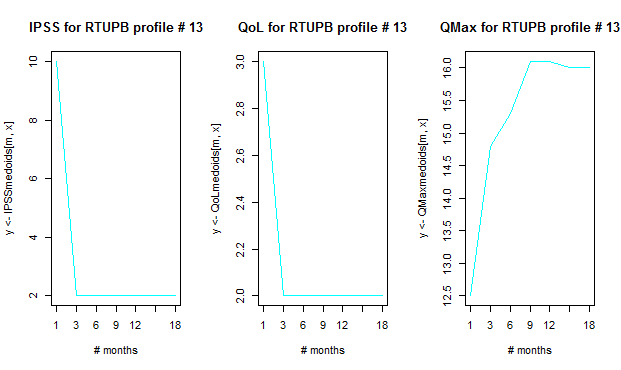 IPSS for RTUPB profile # 13
y <- IPSSmedoids[m, x]
10
8
6
4
2
1 3 6 9 12 18
# months
QoL for RTUPB profile # 13
y <- QoLmedoids[m, x]
3.0
2.8
2.6
2.4
2.2
2.0
1 3 6 9 12 18
# months
QMax for RTUPB profile # 13
y <- QMaxmedoids[m, x]
16.0
15.5
15.0
14.5
14.0
13.5
13.0
12.5
1 3 6 9 12 18
# months